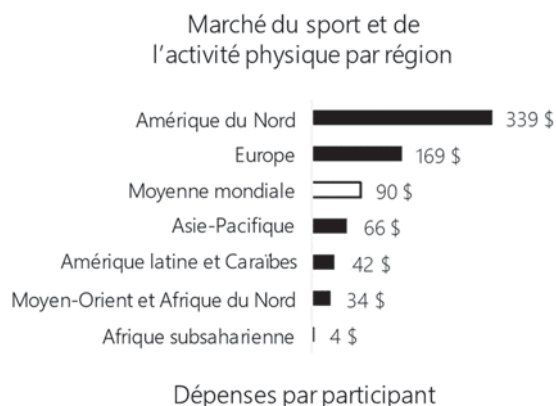 Marché du sport et de
l'activité physique par région
Amérique du Nord 339 $
Europe 169 $
Moyenne mondiale 90 $
Asie-Pacifique 66 $
Amérique latine et Caraïbes 42 $
Moyen-Orient et Afrique du Nord 34 $
Afrique subsaharienne 4 $
Dépenses par participant